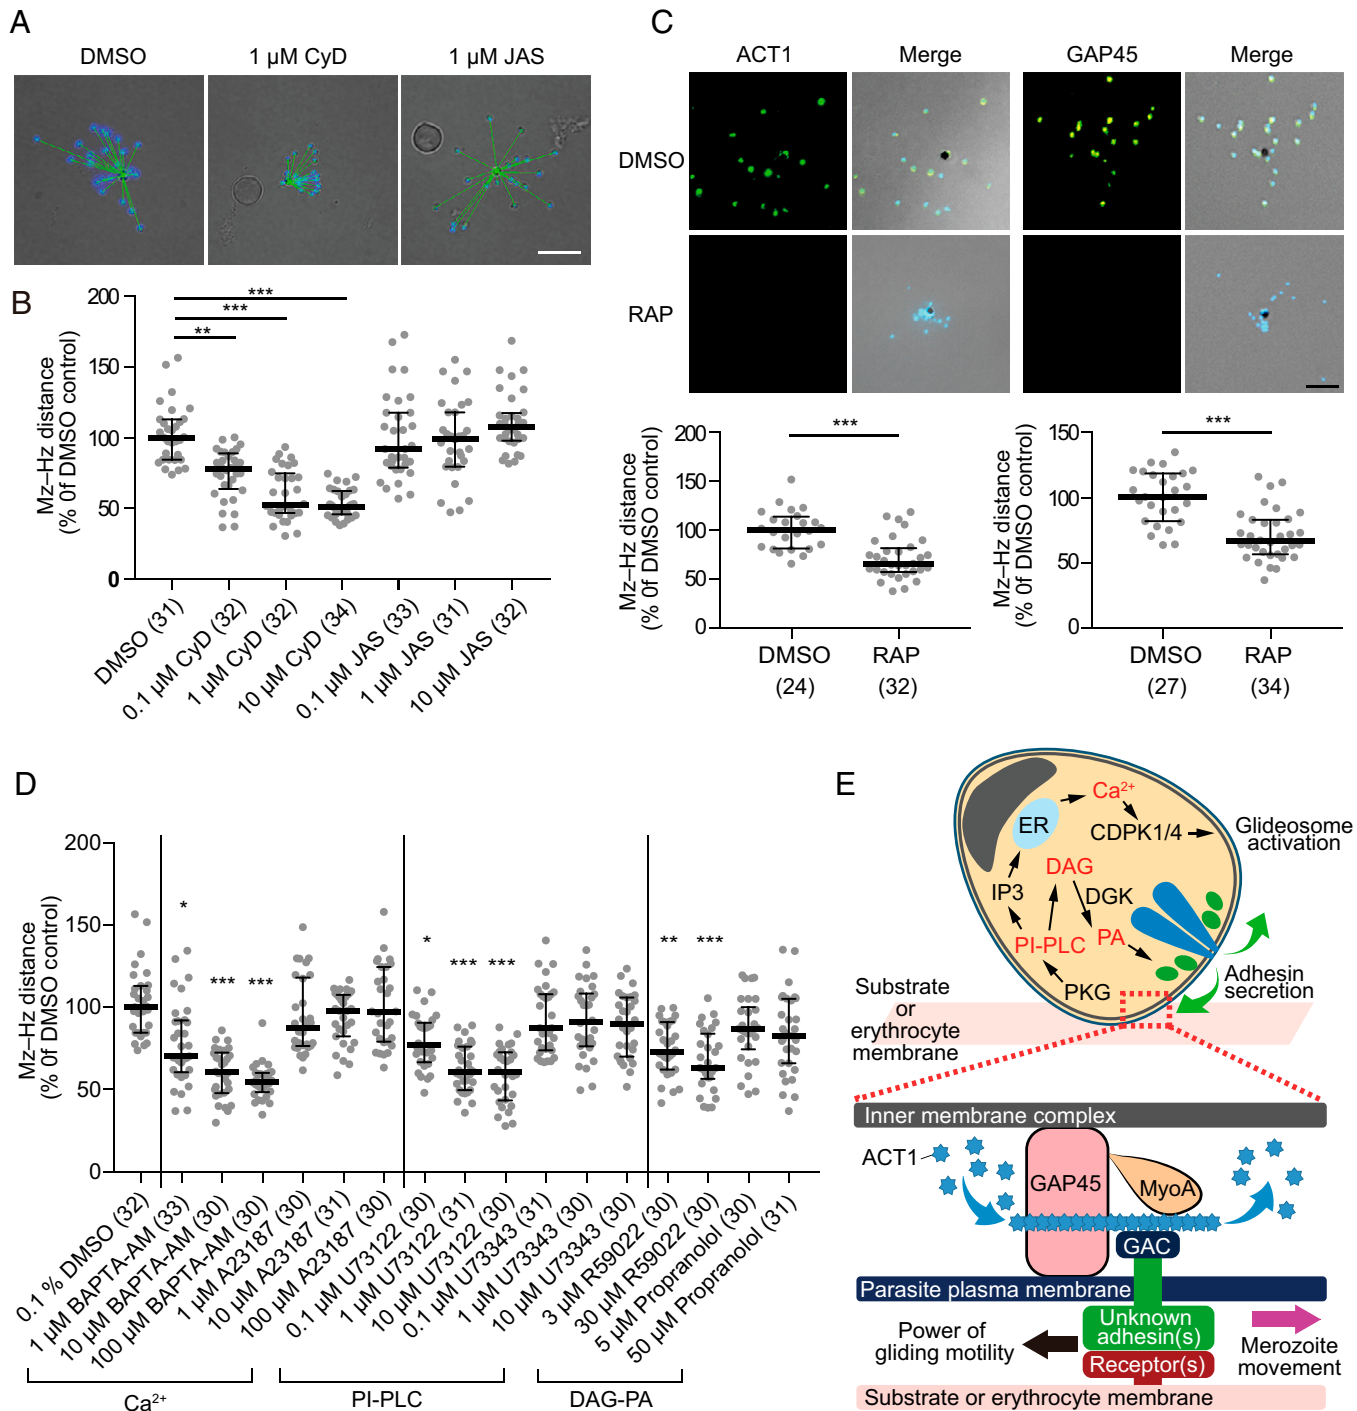 A
DMSO
1 µM CyD
1 µM JAS
B
Mz–Hz distance
(% 0f DMSO control)
200
150
100
50
0
***
***
**
DMSO (31)
0.1 µM CyD (32)
1 µM CyD (32)
10 µM CyD (34)
0.1 µM JAS (33)
1 µM JAS (31)
10 µM JAS (32)
C
ACT1
Merge
GAP45
Merge
DMSO
RAP
Mz–Hz distance
(% 0f DMSO control)
200
150
100
50
0
***
DMSO
(24)
RAP
(32)
Mz–Hz distance
(% 0f DMSO control)
150
100
50
0
***
DMSO
(27)
RAP
(34)
D
Mz–Hz distance
(% 0f DMSO control)
200
150
100
50
0
*
***
***
*
***
***
**
***
0.1 % DMSO (32)
1 µM BAPTA-AM (33)
10 µM BAPTA-AM (30)
100 µM BAPTA-AM (30)
1 µM A23187 (30)
10 µM A23187 (31)
100 µM A23187 (30)
0.1 µM U73122 (30)
1 µM U73122 (31)
10 µM U73122 (30)
0.1 µM U73343 (31)
1 µM U73343 (30)
10 µM U73343 (30)
3 µM R59022 (30)
30 µM R59022 (30)
5 µM Propranolol (30)
50 µM Propranolol (31)
Ca²⁺
PI-PLC
DAG-PA
E
Ca²⁺
ER
CDPK1/4
Glideosome
activation
DAG
IP3
DGK
PI-PLC
PA
PKG
Adhesin
secretion
Substrate
or
erythrocyte
membrane
Inner membrane complex
ACT1
GAP45
MyoA
GAC
Parasite plasma membrane
Unknown
adhesin(s)
Power of
gliding motility
Receptor(s)
Merozoite
movement
Substrate or erythrocyte membrane